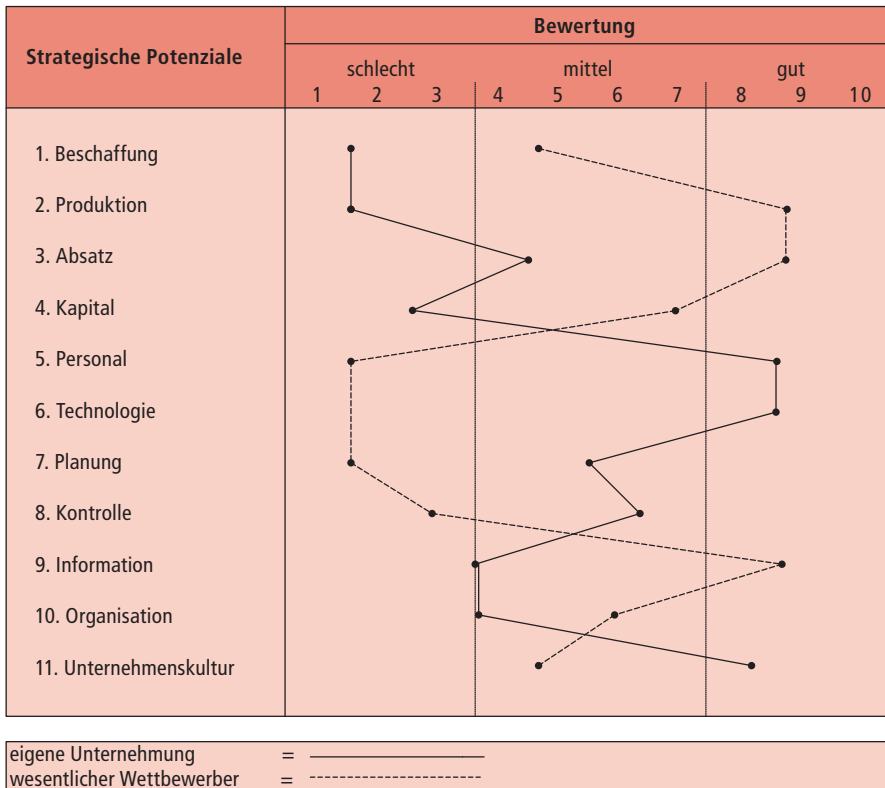 Strategische Potenziale
Bewertung
schlecht mittel gut
1 2 3 4 5 6 7 8 9 10
1. Beschaffung
2. Produktion
3. Absatz
4. Kapital
5. Personal
6. Technologie
7. Planung
8. Kontrolle
9. Information
10. Organisation
11. Unternehmenskultur
eigene Unternehmung =
wesentlicher Wettbewerber =